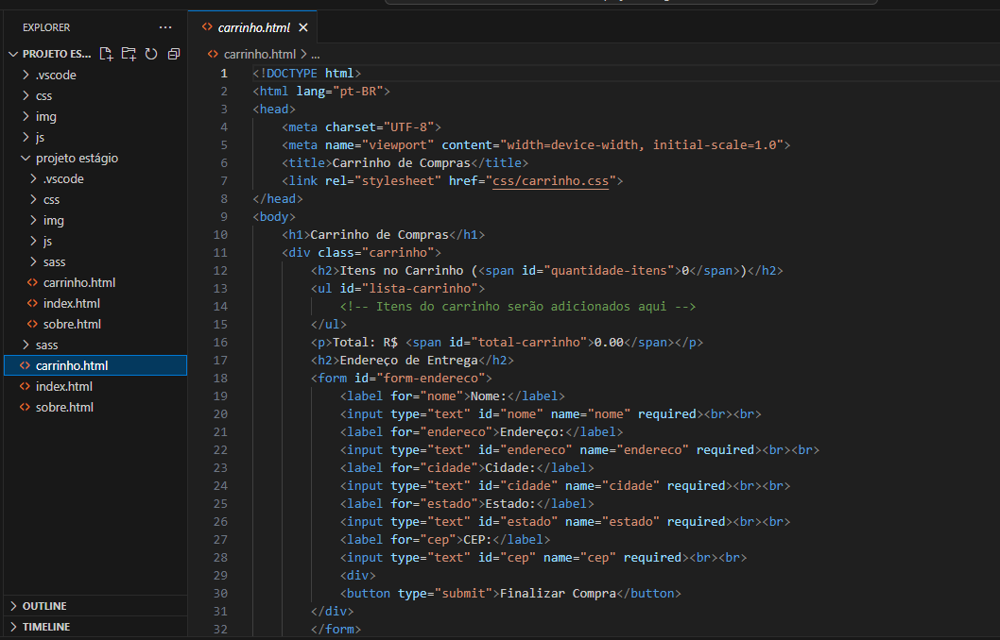 EXPLORER
PROJETO ES...
.vscode
css
img
js
projeto estágio
.vscode
css
img
js
sass
carrinho.html
index.html
sobre.html
sass
carrinho.html
index.html
sobre.html
OUTLINE
TIMELINE
carrinho.html
carrinho.html > ...
1 <!DOCTYPE html>
2 <html lang="pt-BR">
3 <head>
4 <meta charset="UTF-8">
5 <meta name="viewport" content="width=device-width, initial-scale=1.0">
6 <title>Carrinho de Compras</title>
7 <link rel="stylesheet" href="css/carrinho.css">
8 </head>
9 <body>
10 <h1>Carrinho de Compras</h1>
11 <div class="carrinho">
12 <h2>Itens no Carrinho (<span id="quantidade-itens">0</span>)</h2>
13 <ul id="lista-carrinho">
14 <!-- Itens do carrinho serão adicionados aqui -->
15 </ul>
16 <p>Total: R$ <span id="total-carrinho">0.00</span></p>
17 <h2>Endereço de Entrega</h2>
18 <form id="form-endereco">
19 <label for="nome">Nome:</label>
20 <input type="text" id="nome" name="nome" required><br><br>
21 <label for="endereco">Endereço:</label>
22 <input type="text" id="endereco" name="endereco" required><br><br>
23 <label for="cidade">Cidade:</label>
24 <input type="text" id="cidade" name="cidade" required><br><br>
25 <label for="estado">Estado:</label>
26 <input type="text" id="estado" name="estado" required><br><br>
27 <label for="cep">CEP:</label>
28 <input type="text" id="cep" name="cep" required><br><br>
29 <div>
30 <button type="submit">Finalizar Compra</button>
31 </div>
32 </form>